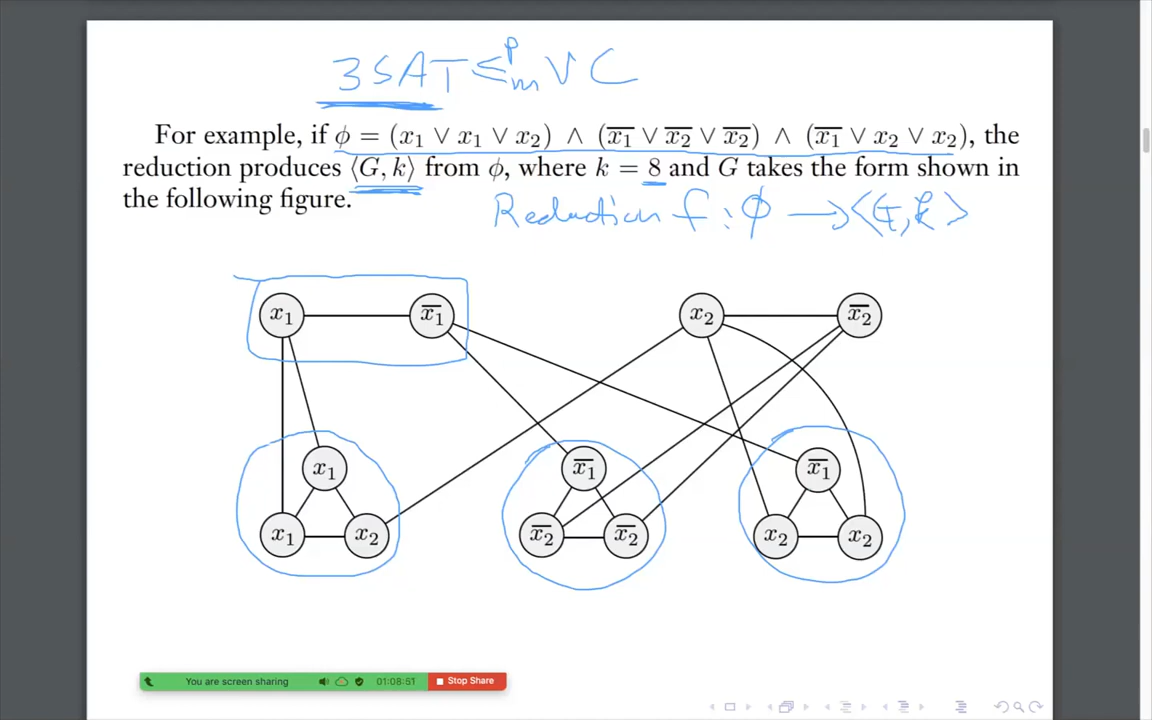 3SAT ≤ᵖₘ VC
For example, if ϕ = (x₁ ∨ x₁ ∨ x₂) ∧ (x̅₁ ∨ x̅₂ ∨ x̅₂) ∧ (x̅₁ ∨ x₂ ∨ x₂), the
reduction produces ⟨G, k⟩ from ϕ, where k = 8 and G takes the form shown in
the following figure.
Reduction f : ϕ → <G, k>
x₁ x̅₁ x₂ x̅₂
x₁ x̅₁ x̅₁
x₁ x₂ x̅₂ x̅₂ x₂ x₂
You are screen sharing 01:08:51 Stop Share